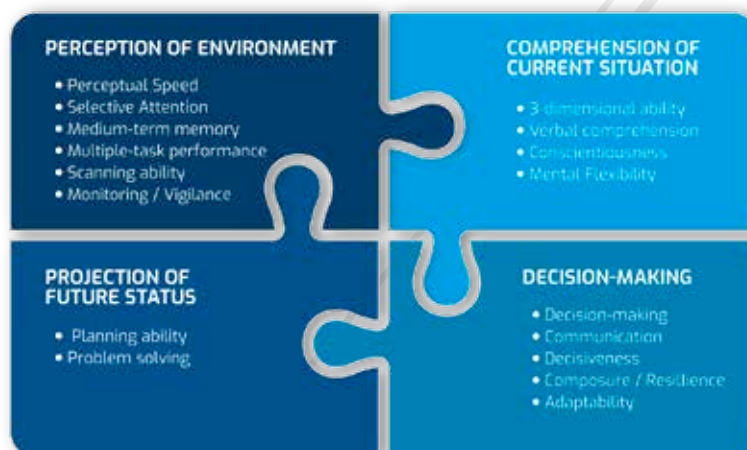 PERCEPTION OF ENVIRONMENT
• Perceptual Speed
• Selective Attention
• Medium-term memory
• Multiple-task performance
• Scanning ability
• Monitoring / Vigilance
COMPREHENSION OF
CURRENT SITUATION
• 3 dimensional ability
• Verbal comprehension
• Conscientiousness
• Mental Flexibility
PROJECTION OF
FUTURE STATUS
• Planning ability
• Problem solving
DECISION-MAKING
• Decision-making
• Communication
• Decisiveness
• Composure / Resilience
• Adaptability